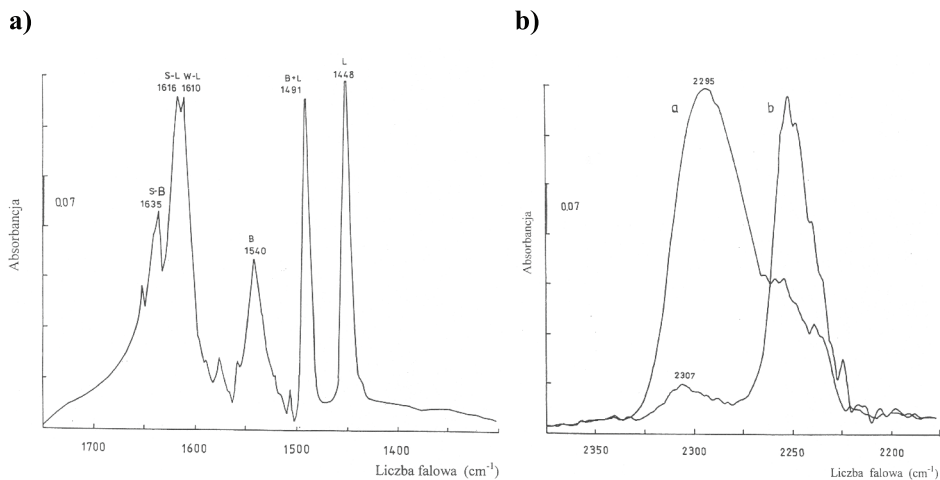 a)
S-L W-L
1616 1610
B+L
1491
L
1448
S-B
1635
B
1540
0.07
Absorbancja
1700
1600
1500
1400
Liczba falowa (cm⁻¹)
b)
2295
a
b
2307
0.07
Absorbancja
2350
2300
2250
2200
Liczba falowa (cm⁻¹)